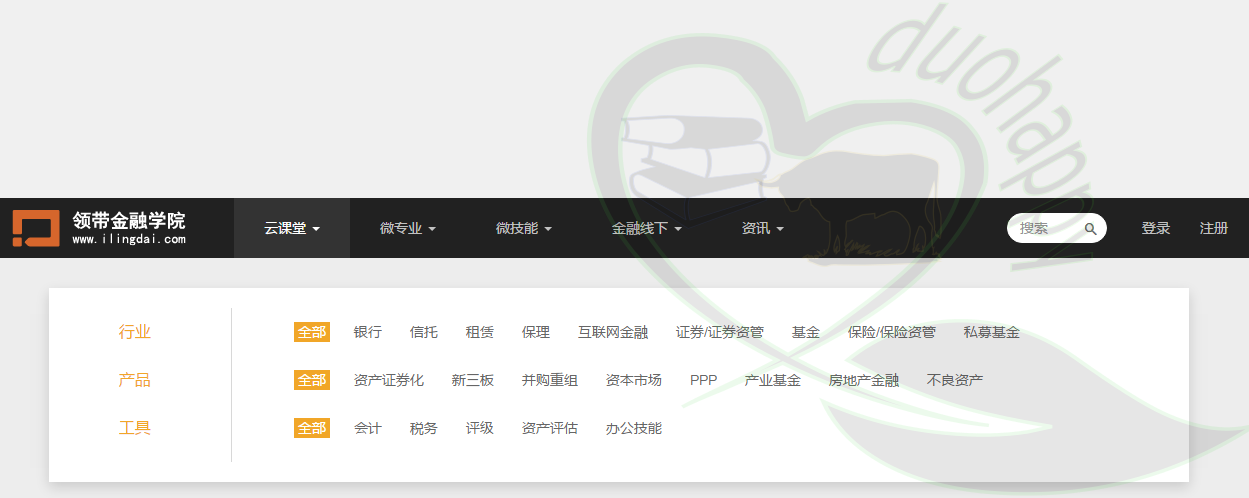 duohappy
领带金融学院
www.ilingdai.com
云课堂 微专业 微技能 金融线下 资讯 搜索 登录 注册
行业 全部 银行 信托 租赁 保理 互联网金融 证券/证券资管 基金 保险/保险资管 私募基金
产品 全部 资产证券化 新三板 并购重组 资本市场 PPP 产业基金 房地产金融 不良资产
工具 全部 会计 税务 评级 资产评估 办公技能